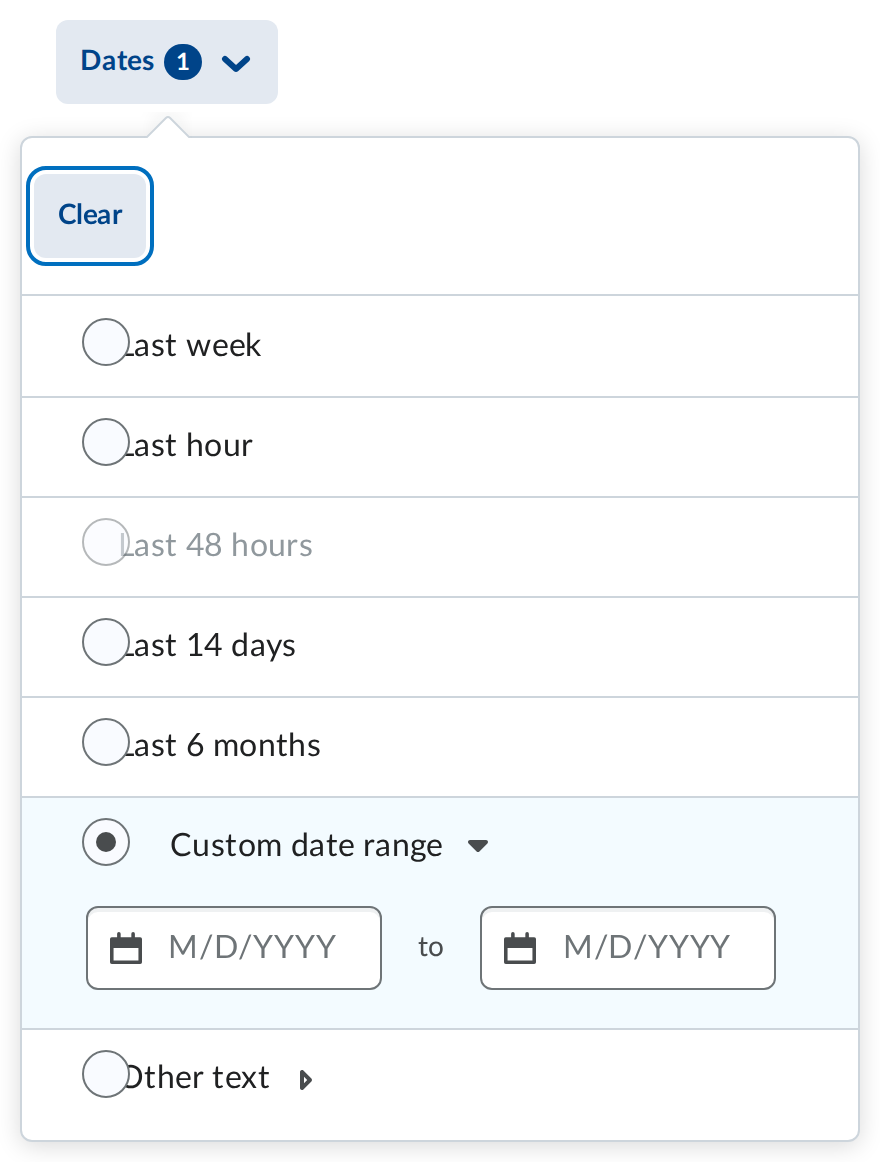 Dates 1
Clear
Last week
Last hour
Last 48 hours
Last 14 days
Last 6 months
Custom date range
M/D/YYYY to M/D/YYYY
Other text